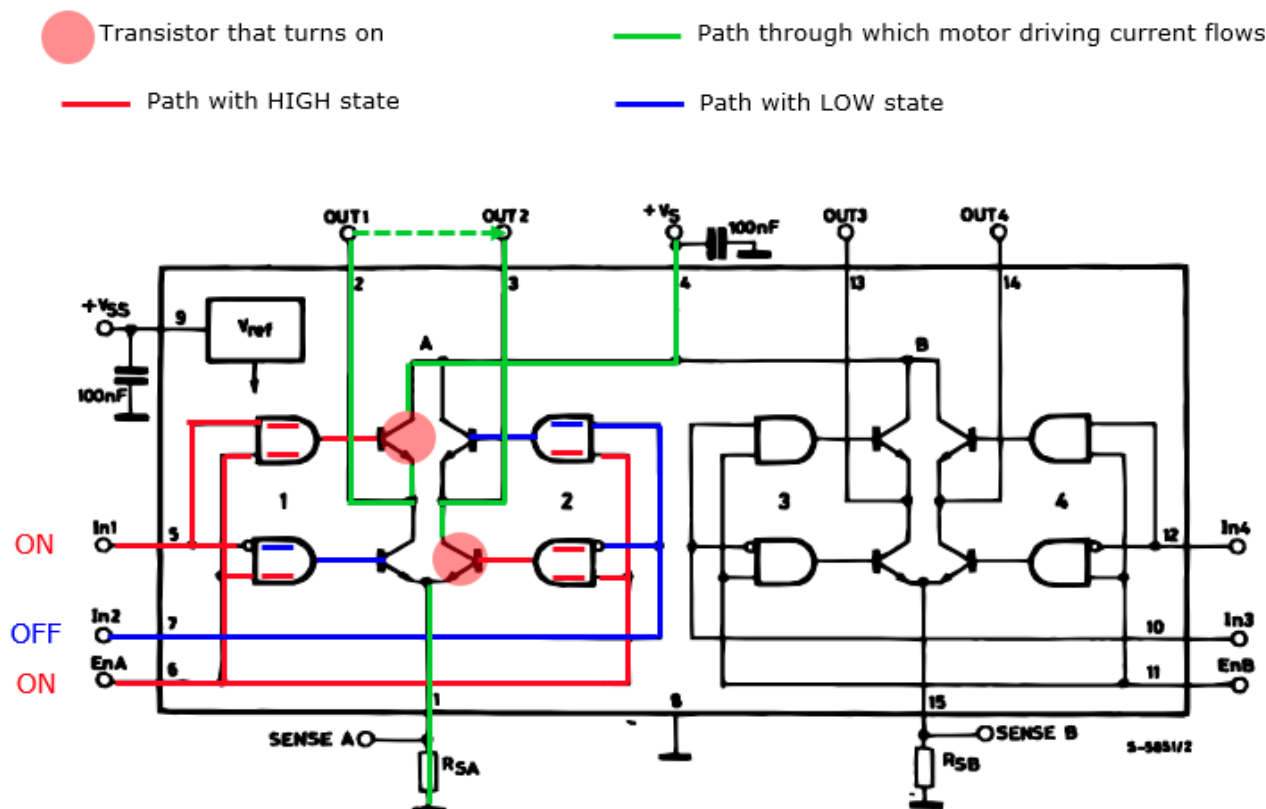 Transistor that turns on
Path through which motor driving current flows
Path with HIGH state
Path with LOW state
OUT1
OUT2
+VS
100nF
OUT3
OUT4
2
3
4
13
14
+VSS
9
Vref
A
B
100nF
1
2
3
4
ON
In1
5
12
In4
OFF
In2
7
10
In3
ON
EnA
6
11
EnB
1
8
15
SENSE A
SENSE B
S-5851/2
RSA
RSB